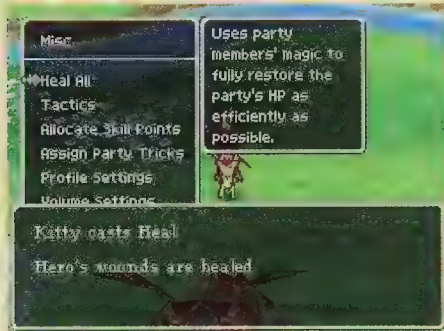 Misc.
Heal All
Tactics
Allocate Skill Points
Assign Party Tricks
Profile Settings
Volume Settings
Uses party
members' magic to
fully restore the
party's HP as
efficiently as
possible.
Kitty casts Heal
Hero's wounds are healed